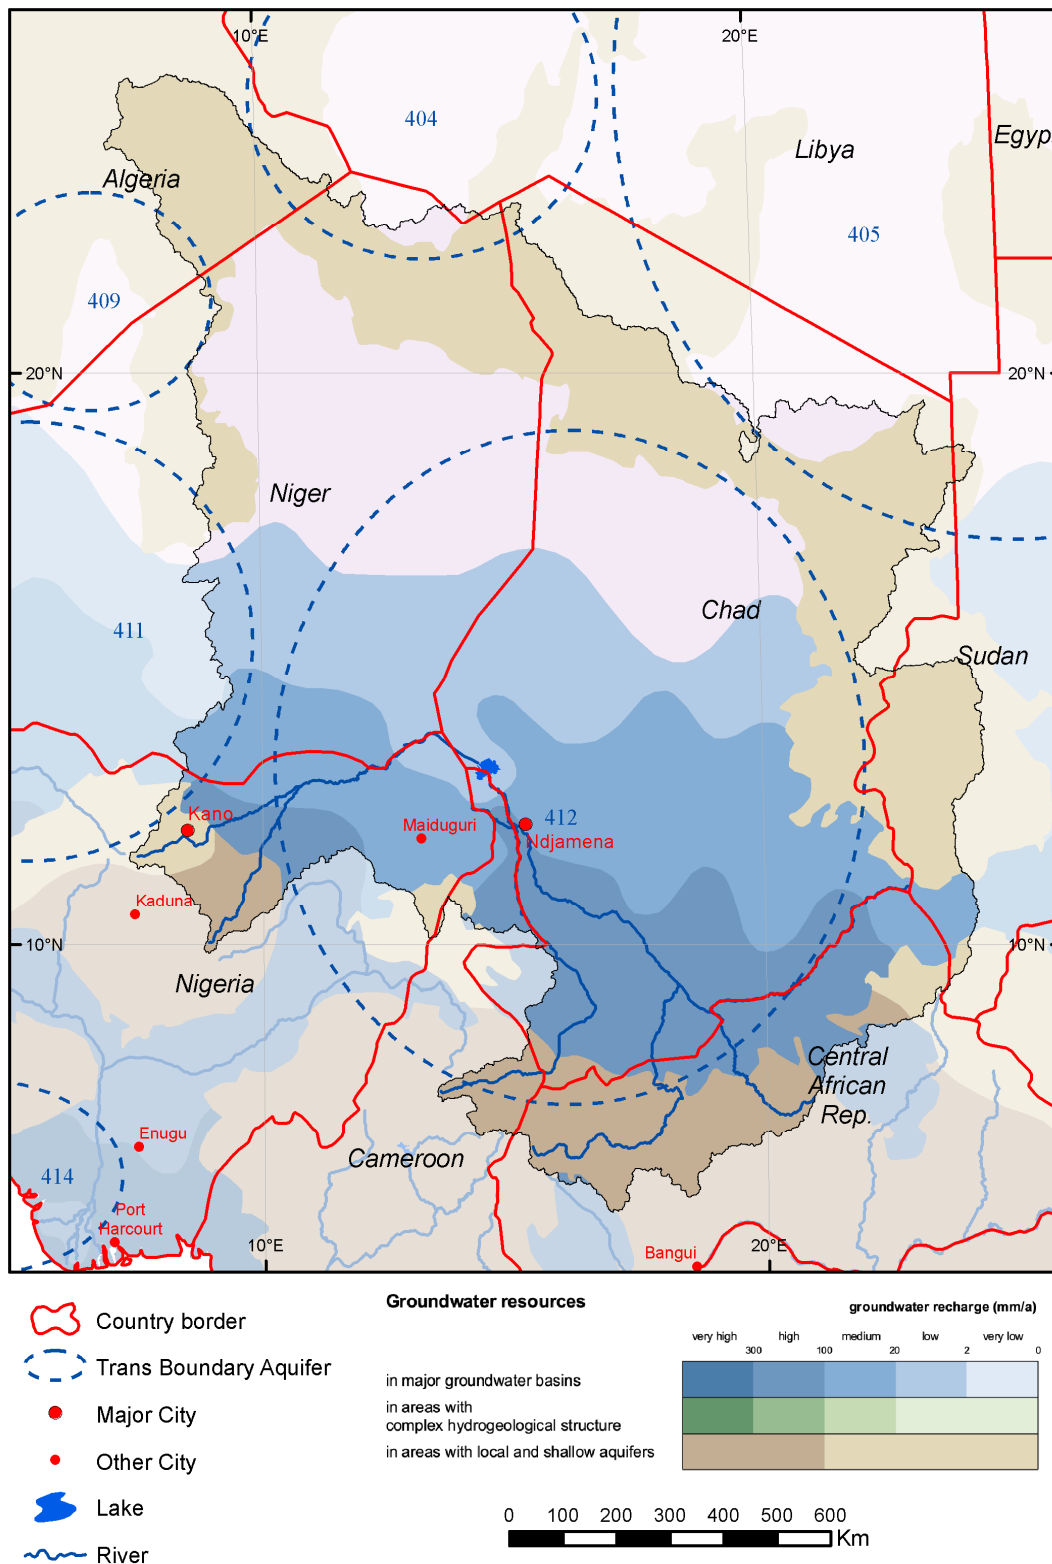 10°E
20°E
404
Libya
Egyp
Algeria
405
409
20°N
20°N
Niger
Chad
411
Sudan
Kano
Maiduguri
412
Ndjamena
Kaduna
10°N
10°N
Nigeria
Central
African
Rep.
Enugu
Cameroon
414
Port
Harcourt
10°E
20°E
Bangui
Country border
Trans Boundary Aquifer
Major City
Other City
Lake
River
Groundwater resources
groundwater recharge (mm/a)
very high
high
medium
low
very low
300
100
20
2
0
in major groundwater basins
in areas with
complex hydrogeological structure
in areas with local and shallow aquifers
0 100 200 300 400 500 600
Km